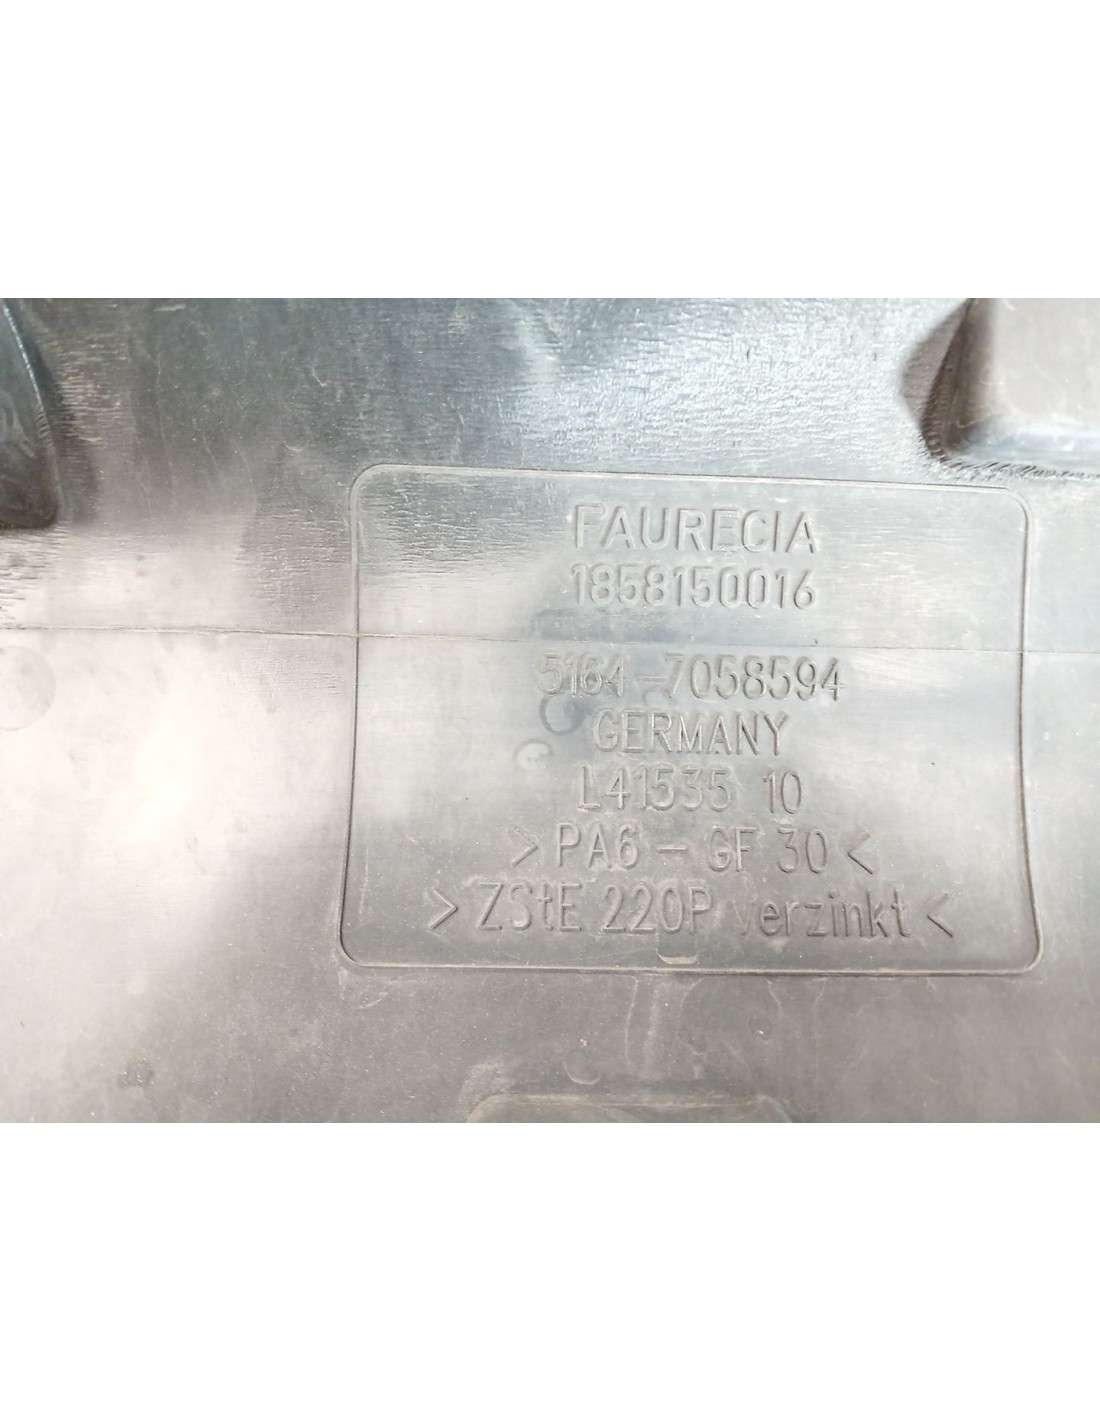 FAURECIA
1858150016
5164-7058594
GERMANY
L41535 10
>PA6-GF 30<
>ZStE 220P verzinkt<